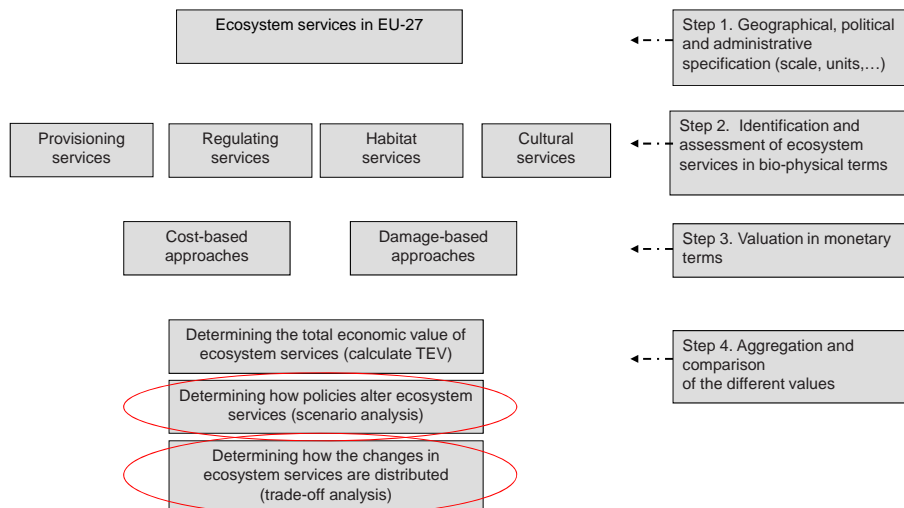 Ecosystem services in EU-27
Step 1. Geographical, political
and administrative
specification (scale, units,…)
Provisioning
services
Regulating
services
Habitat
services
Cultural
services
Step 2.  Identification and
assessment of ecosystem
services in bio-physical terms
Cost-based
approaches
Damage-based
approaches
Step 3. Valuation in monetary
terms
Determining the total economic value of
ecosystem services (calculate TEV)
Step 4. Aggregation and
comparison
of the different values
Determining how policies alter ecosystem
services (scenario analysis)
Determining how the changes in
ecosystem services are distributed
(trade-off analysis)